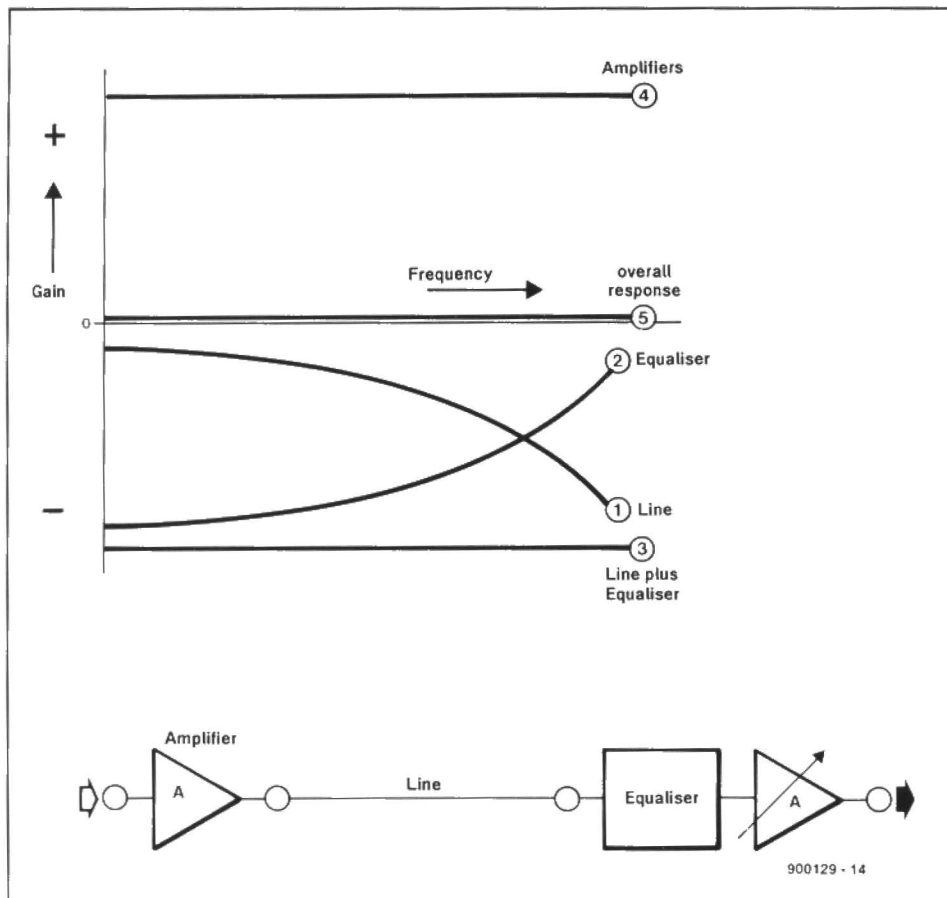 Amplifiers
4
+
Gain
Frequency
overall
response
0
5
2 Equaliser
1 Line
–
3
Line plus
Equaliser
Amplifier
A
Line
Equaliser
A
900129 - 14